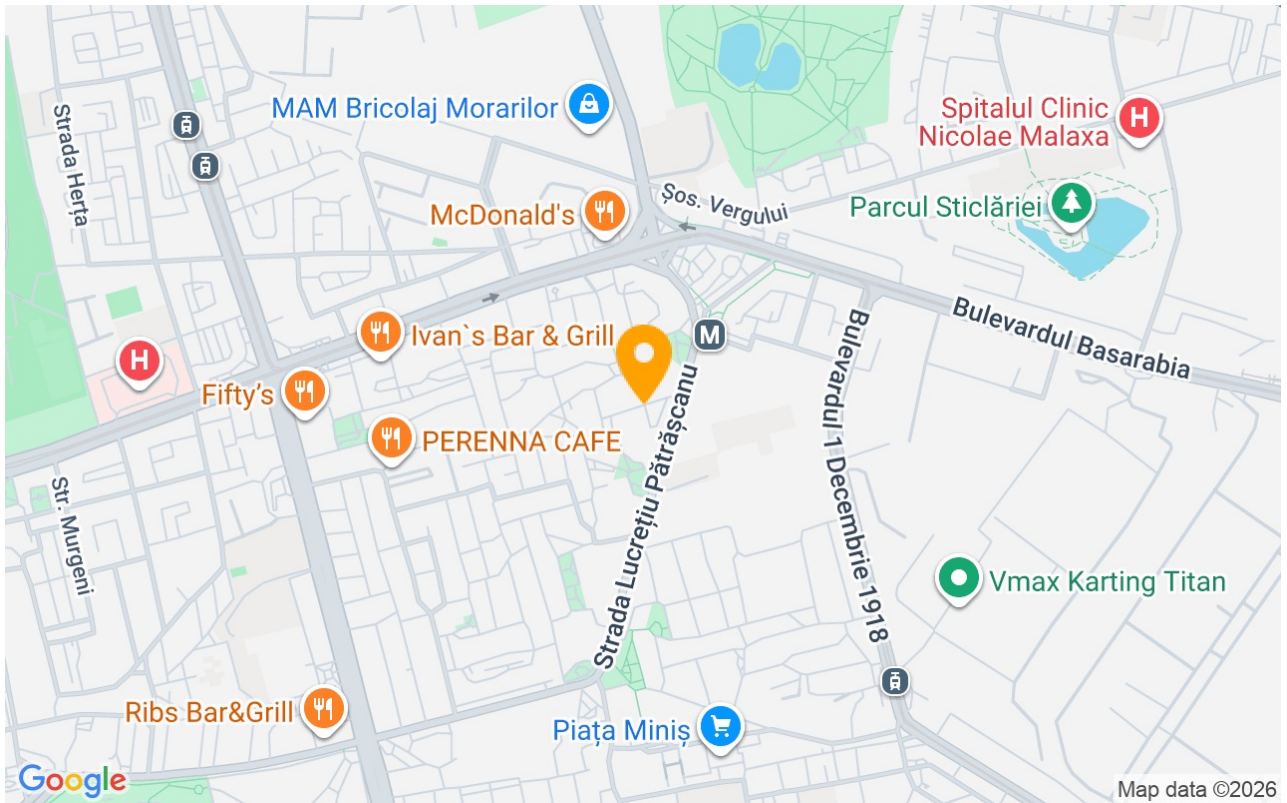 MAM Bricolaj Morarilor
Spitalul Clinic
Nicolae Malaxa
Strada Herța
McDonald's
Șos. Vergului
Parcul Sticlăriei
Ivan`s Bar & Grill
M
Bulevardul Basarabia
H
H
Fifty’s
PERENNA CAFE
Strada Lucrețiu Pătrășcanu
Bulevardul 1 Decembrie 1918
Str. Murgeni
Vmax Karting Titan
Ribs Bar&Grill
Piața Miniș
Google
Map data ©2026